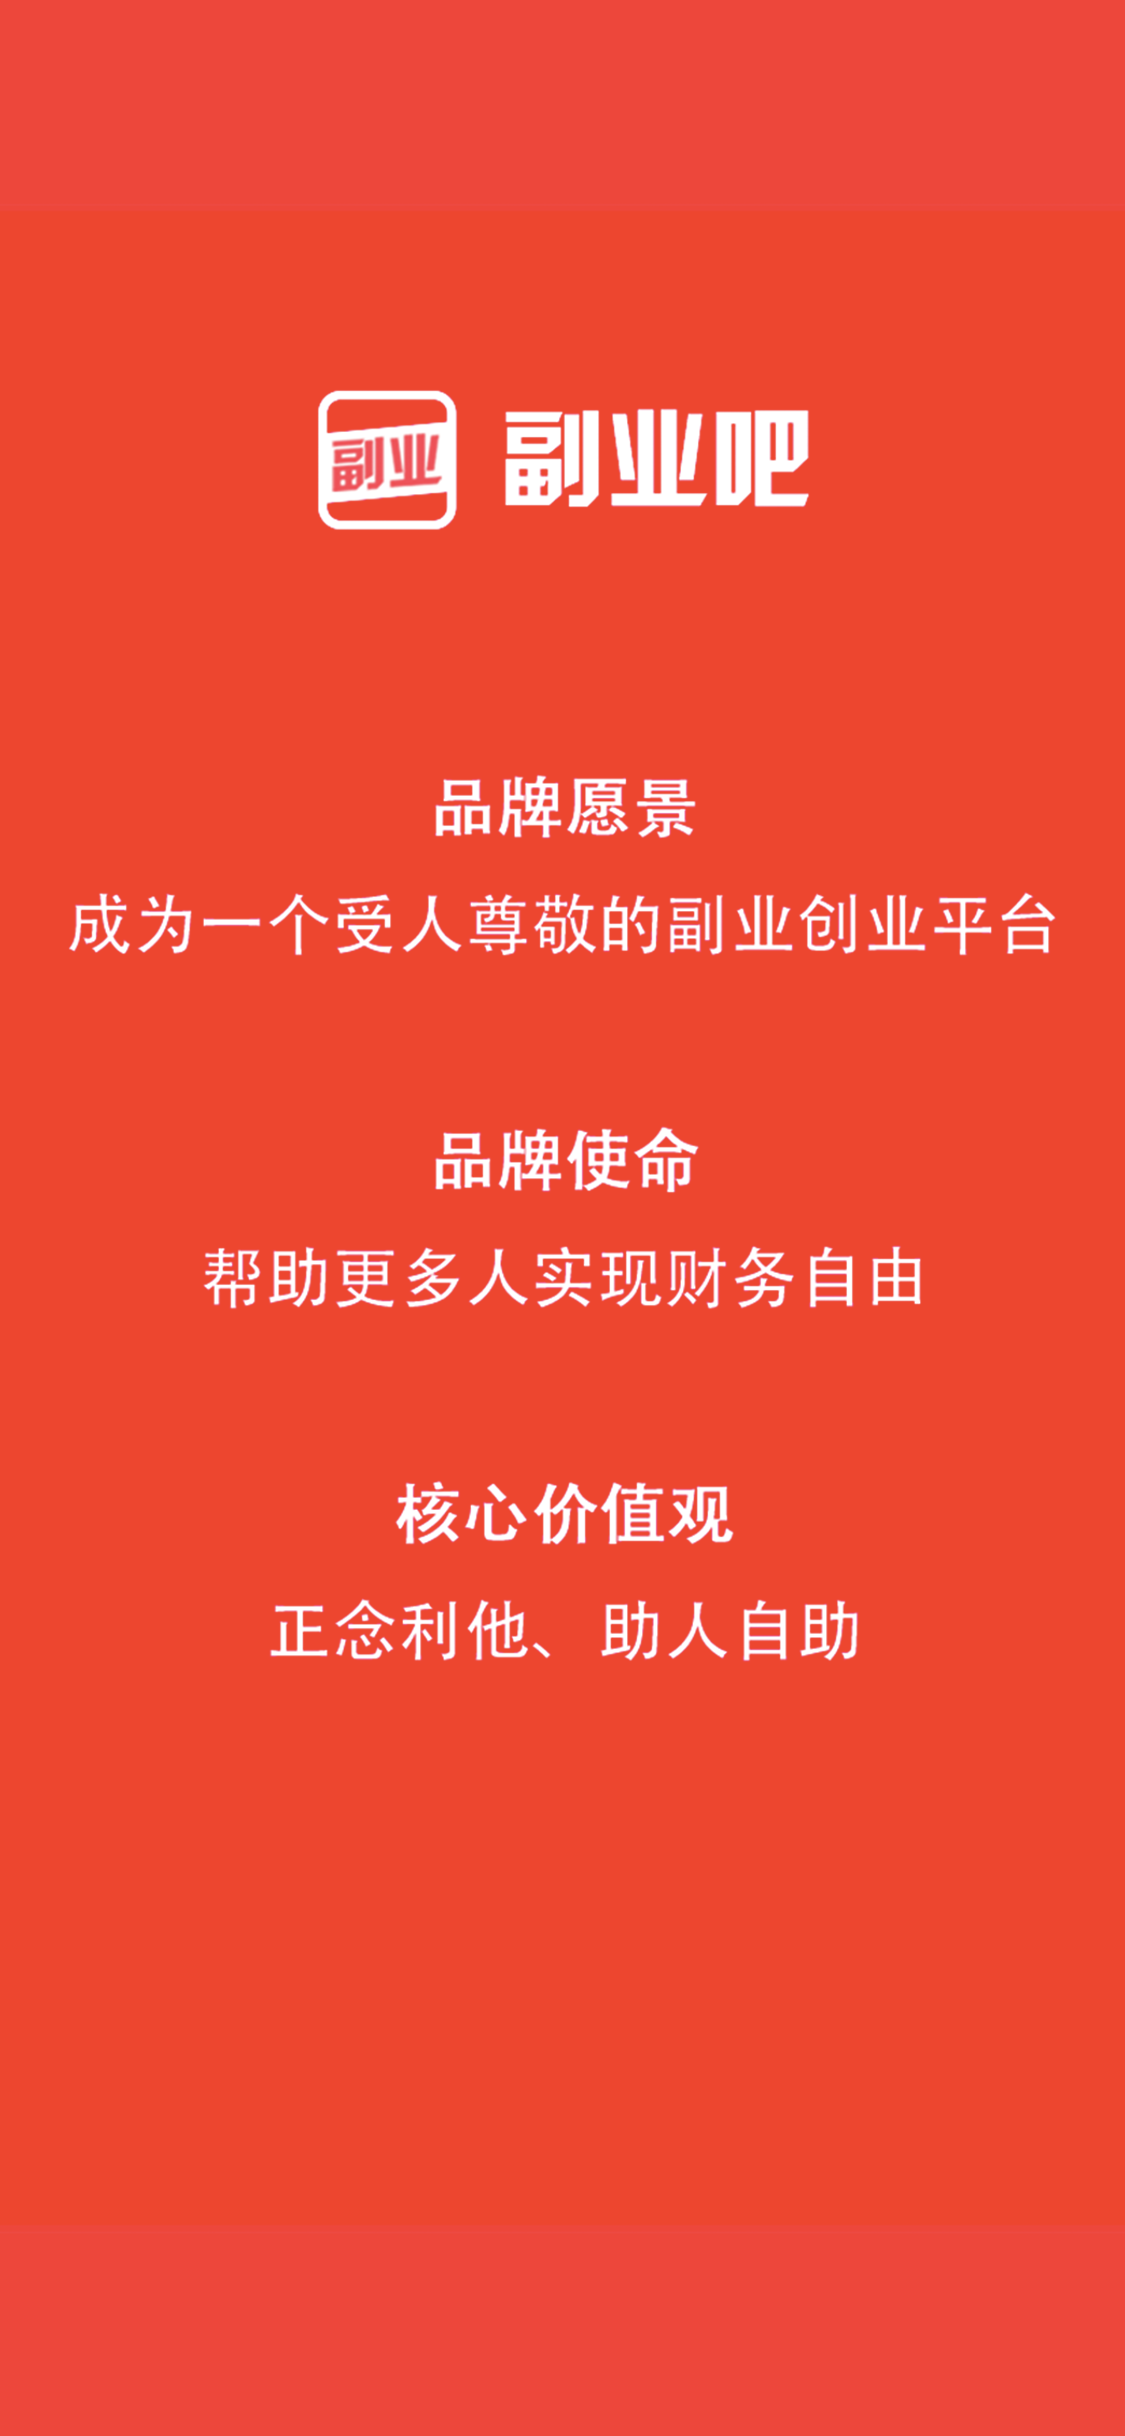 副业
副业吧
品牌愿景
成为一个受人尊敬的副业创业平台
品牌使命
帮助更多人实现财务自由
核心价值观
正念利他、助人自助